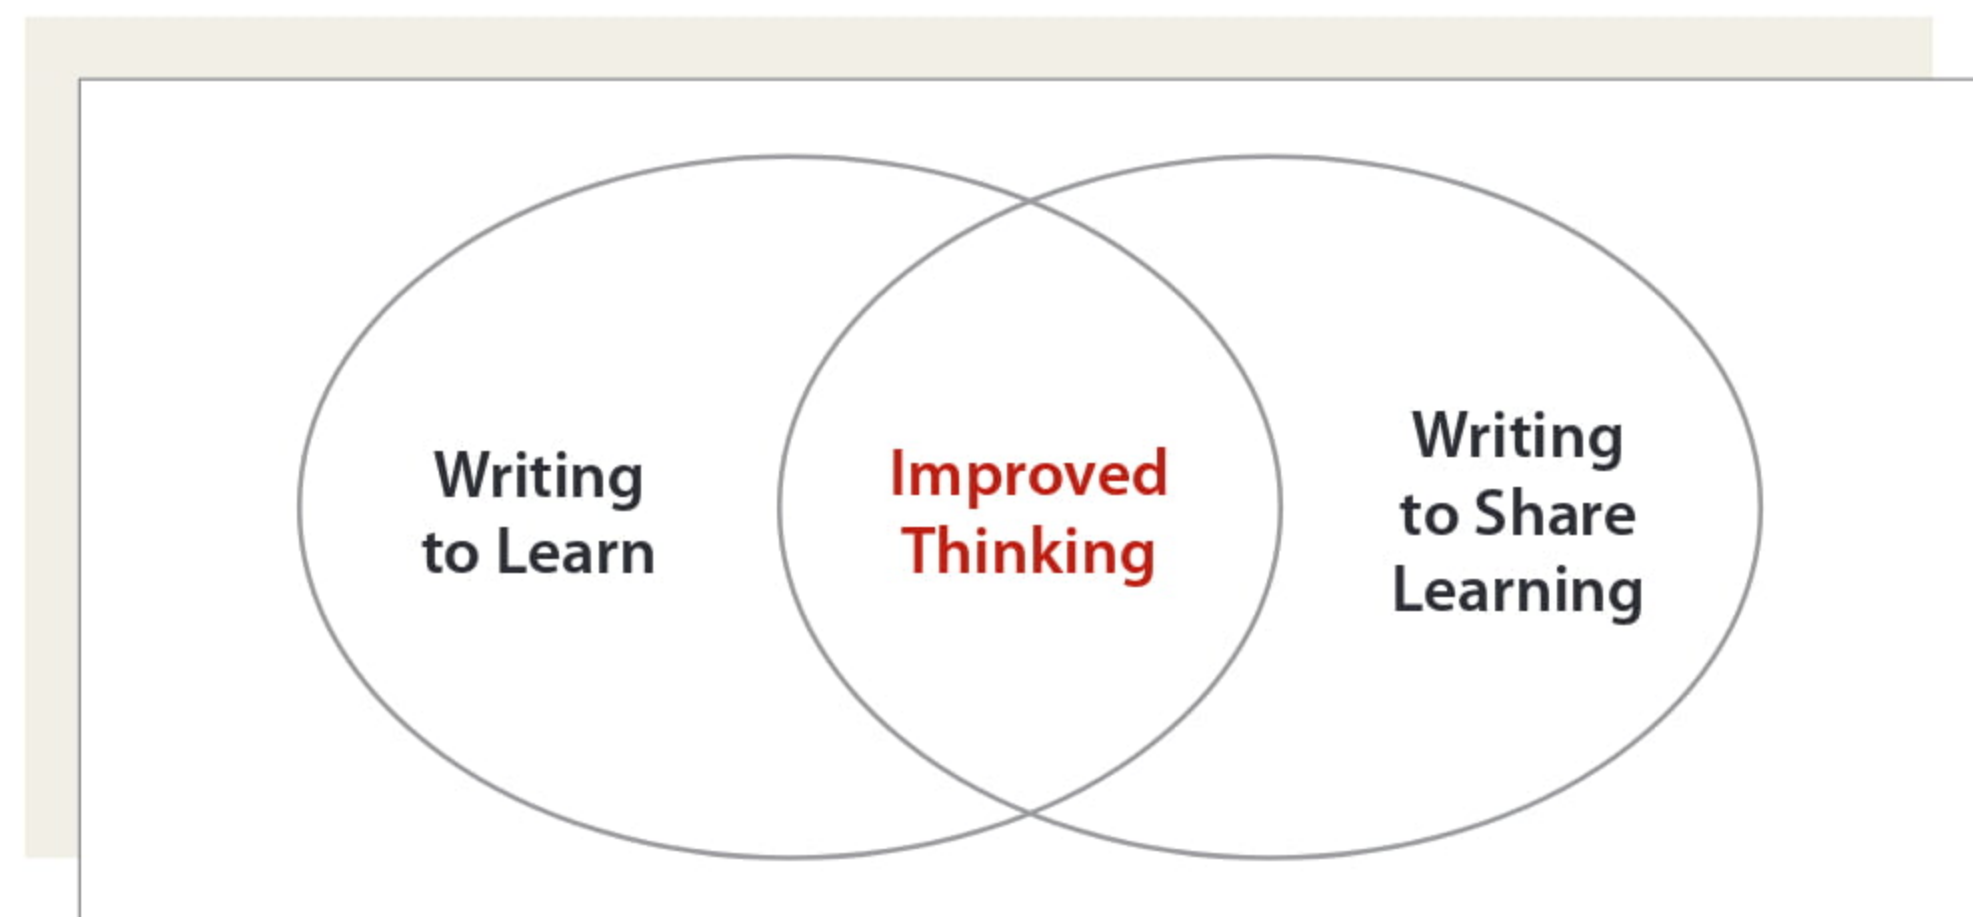 Writing
to Learn
Improved
Thinking
Writing
to Share
Learning